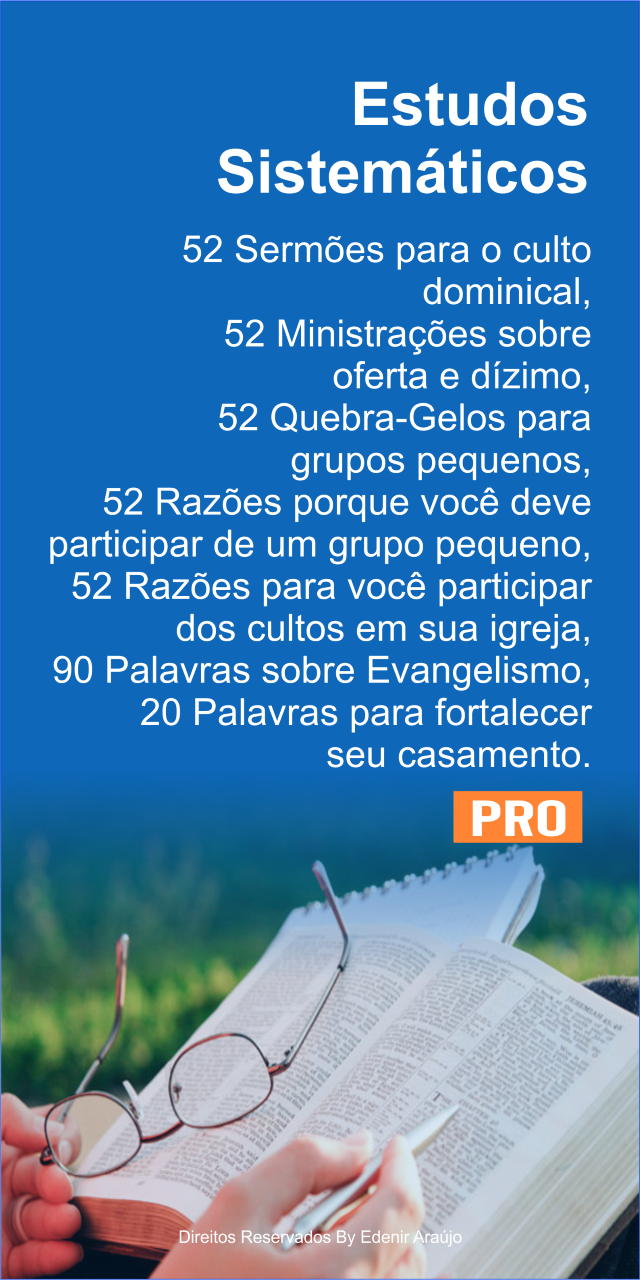 Estudos
Sistemáticos
52 Sermões para o culto
dominical,
52 Ministrações sobre
oferta e dízimo,
52 Quebra-Gelos para
grupos pequenos,
52 Razões porque você deve
participar de um grupo pequeno,
52 Razões para você participar
dos cultos em sua igreja,
90 Palavras sobre Evangelismo,
20 Palavras para fortalecer
seu casamento.
PRO
Direitos Reservados By Edenir Araújo